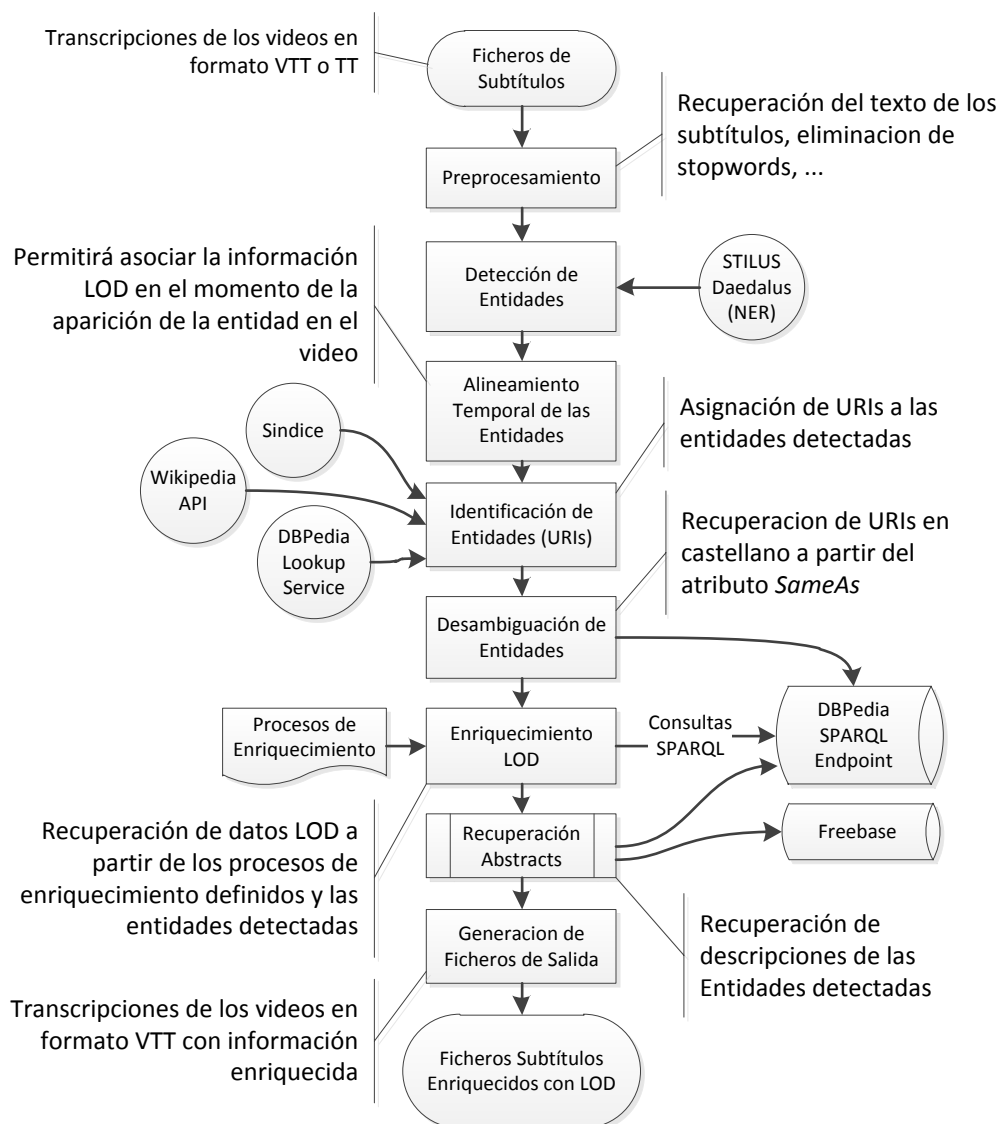 Transcripciones de los videos en
formato VTT o TT
Ficheros de
Subtítulos
Recuperación del texto de los
subtítulos, eliminacion de
stopwords, ...
Preprocesamiento
Permitirá asociar la información
LOD en el momento de la
aparición de la entidad en el
video
Detección de
Entidades
STILUS
Daedalus
(NER)
Alineamiento
Temporal de las
Entidades
Asignación de URIs a las
entidades detectadas
Sindice
Wikipedia
API
DBPedia
Lookup
Service
Identificación de
Entidades (URIs)
Recuperacion de URIs en
castellano a partir del
atributo SameAs
Desambiguación de
Entidades
Procesos de
Enriquecimiento
Enriquecimiento
LOD
Consultas
SPARQL
DBPedia
SPARQL
Endpoint
Recuperación de datos LOD a
partir de los procesos de
enriquecimiento definidos y las
entidades detectadas
Recuperación
Abstracts
Freebase
Generacion de
Ficheros de Salida
Recuperación de
descripciones de las
Entidades detectadas
Transcripciones de los videos en
formato VTT con información
enriquecida
Ficheros Subtítulos
Enriquecidos con LOD